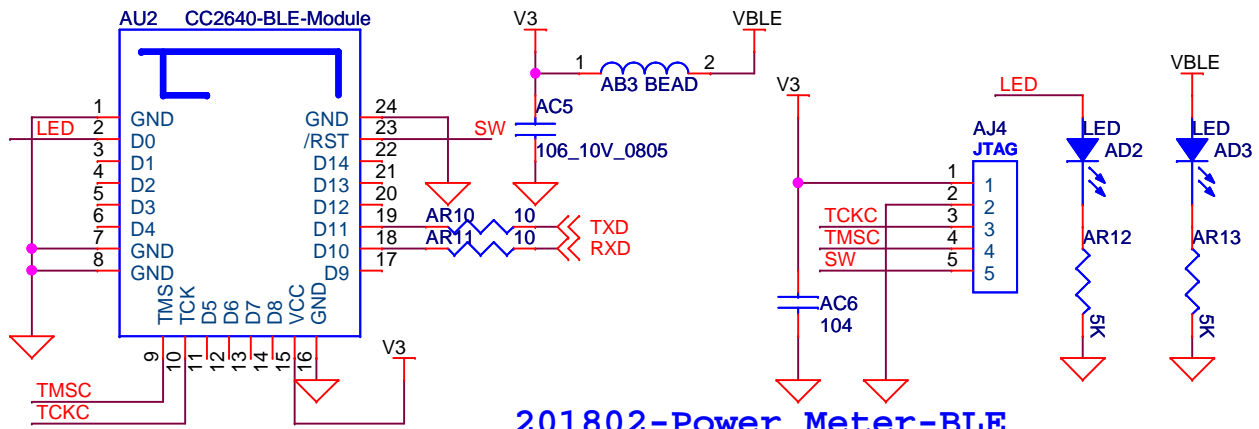 AU2 CC2640-BLE-Module
1 GND
2 D0
3 D1
4 D2
5 D3
6 D4
7 GND
8 GND
LED
GND 24
/RST 23
D14 22
D13 21
D12 20
D11 19
D10 18
D9 17
SW
AR10 10 TXD
AR11 10 RXD
TMS TCK D5 D6 D7 D8 VCC GND
9 10 11 12 13 14 15 16
TMSC
TCKC
V3
V3
VBLE
1 2
AB3 BEAD
AC5
106_10V_0805
V3
AC6
104
AJ4
JTAG
1 1
2 2
TCKC 3 3
TMSC 4 4
SW 5 5
LED
LED
AD2
AR12
5K
VBLE
LED
AD3
AR13
5K
201802-Power Meter-BLE